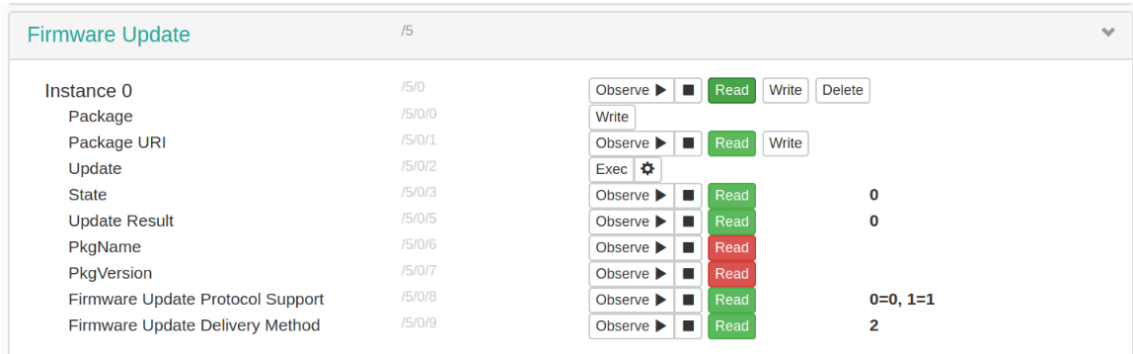 Firmware Update /5
Instance 0 /5/0 Observe Read Write Delete
Package /5/0/0 Write
Package URI /5/0/1 Observe Read Write
Update /5/0/2 Exec
State /5/0/3 Observe Read 0
Update Result /5/0/5 Observe Read 0
PkgName /5/0/6 Observe Read
PkgVersion /5/0/7 Observe Read
Firmware Update Protocol Support /5/0/8 Observe Read 0=0, 1=1
Firmware Update Delivery Method /5/0/9 Observe Read 2